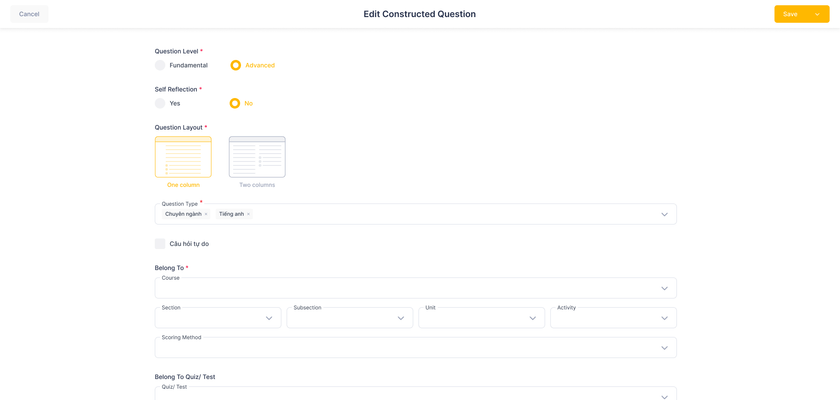 Cancel Edit Constructed Question Save
Question Level *
Fundamental Advanced
Self Reflection *
Yes No
Question Layout *
One column Two columns
Question Type *
Chuyên ngành × Tiếng anh ×
Câu hỏi tự do
Belong To *
Course
Section Subsection Unit Activity
Scoring Method
Belong To Quiz/ Test
Quiz/ Test